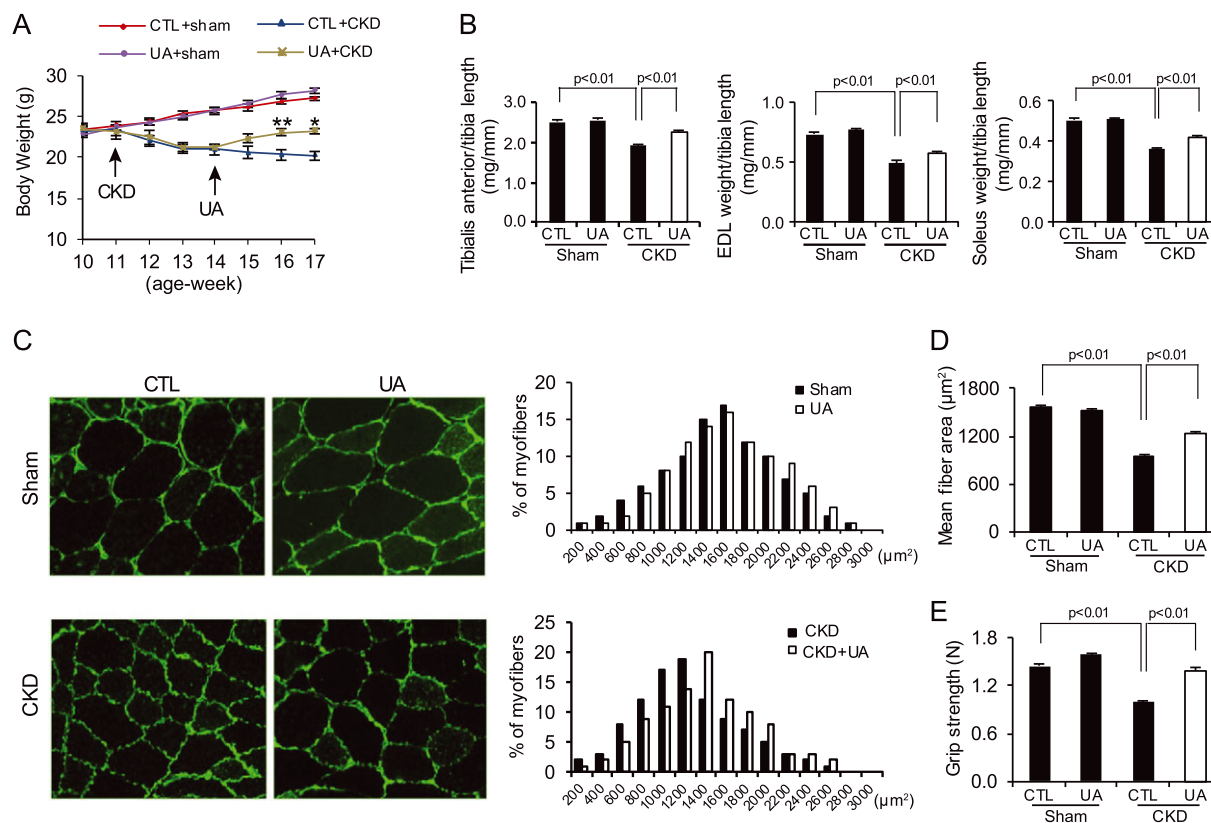 A
CTL+sham
CTL+CKD
UA+sham
UA+CKD
Body Weight (g)
30
25
20
15
10
**
*
CKD
UA
10 11 12 13 14 15 16 17
(age-week)
B
Tibialis anterior/tibia length
(mg/mm)
p<0.01
p<0.01
3.0
2.0
1.0
0.0
CTL UA CTL UA
Sham CKD
EDL weight/tibia length
(mg/mm)
p<0.01
p<0.01
1.0
0.5
0.0
CTL UA CTL UA
Sham CKD
Soleus weight/tibia length
(mg/mm)
p<0.01
p<0.01
0.6
0.4
0.2
0.0
CTL UA CTL UA
Sham CKD
C
CTL UA
Sham
CKD
% of myofibers
20
15
10
5
0
Sham
UA
200 400 600 800 1000 1200 1400 1600 1800 2000 2200 2400 2600 3000 (μm²)
% of myofibers
25
20
15
10
5
0
CKD
CKD+UA
200 400 600 800 1000 1200 1400 1600 1800 2000 2200 2400 2600 3000 (μm²)
D
Mean fiber area (μm²)
p<0.01
p<0.01
1800
1200
600
0
CTL UA CTL UA
Sham CKD
E
Grip strength (N)
p<0.01
p<0.01
1.8
1.2
0.6
0.0
CTL UA CTL UA
Sham CKD